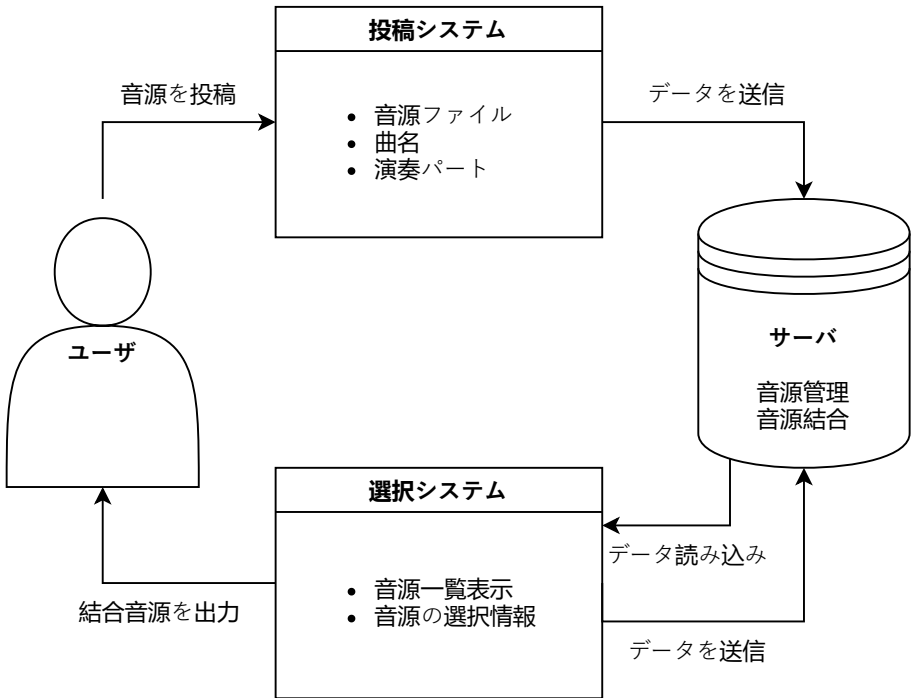 投稿システム
音源を投稿
データを送信
音源ファイル
曲名
演奏パート
ユーザ
サーバ
音源管理
音源結合
選択システム
データ読み込み
音源一覧表示
音源の選択情報
結合音源を出力
データを送信